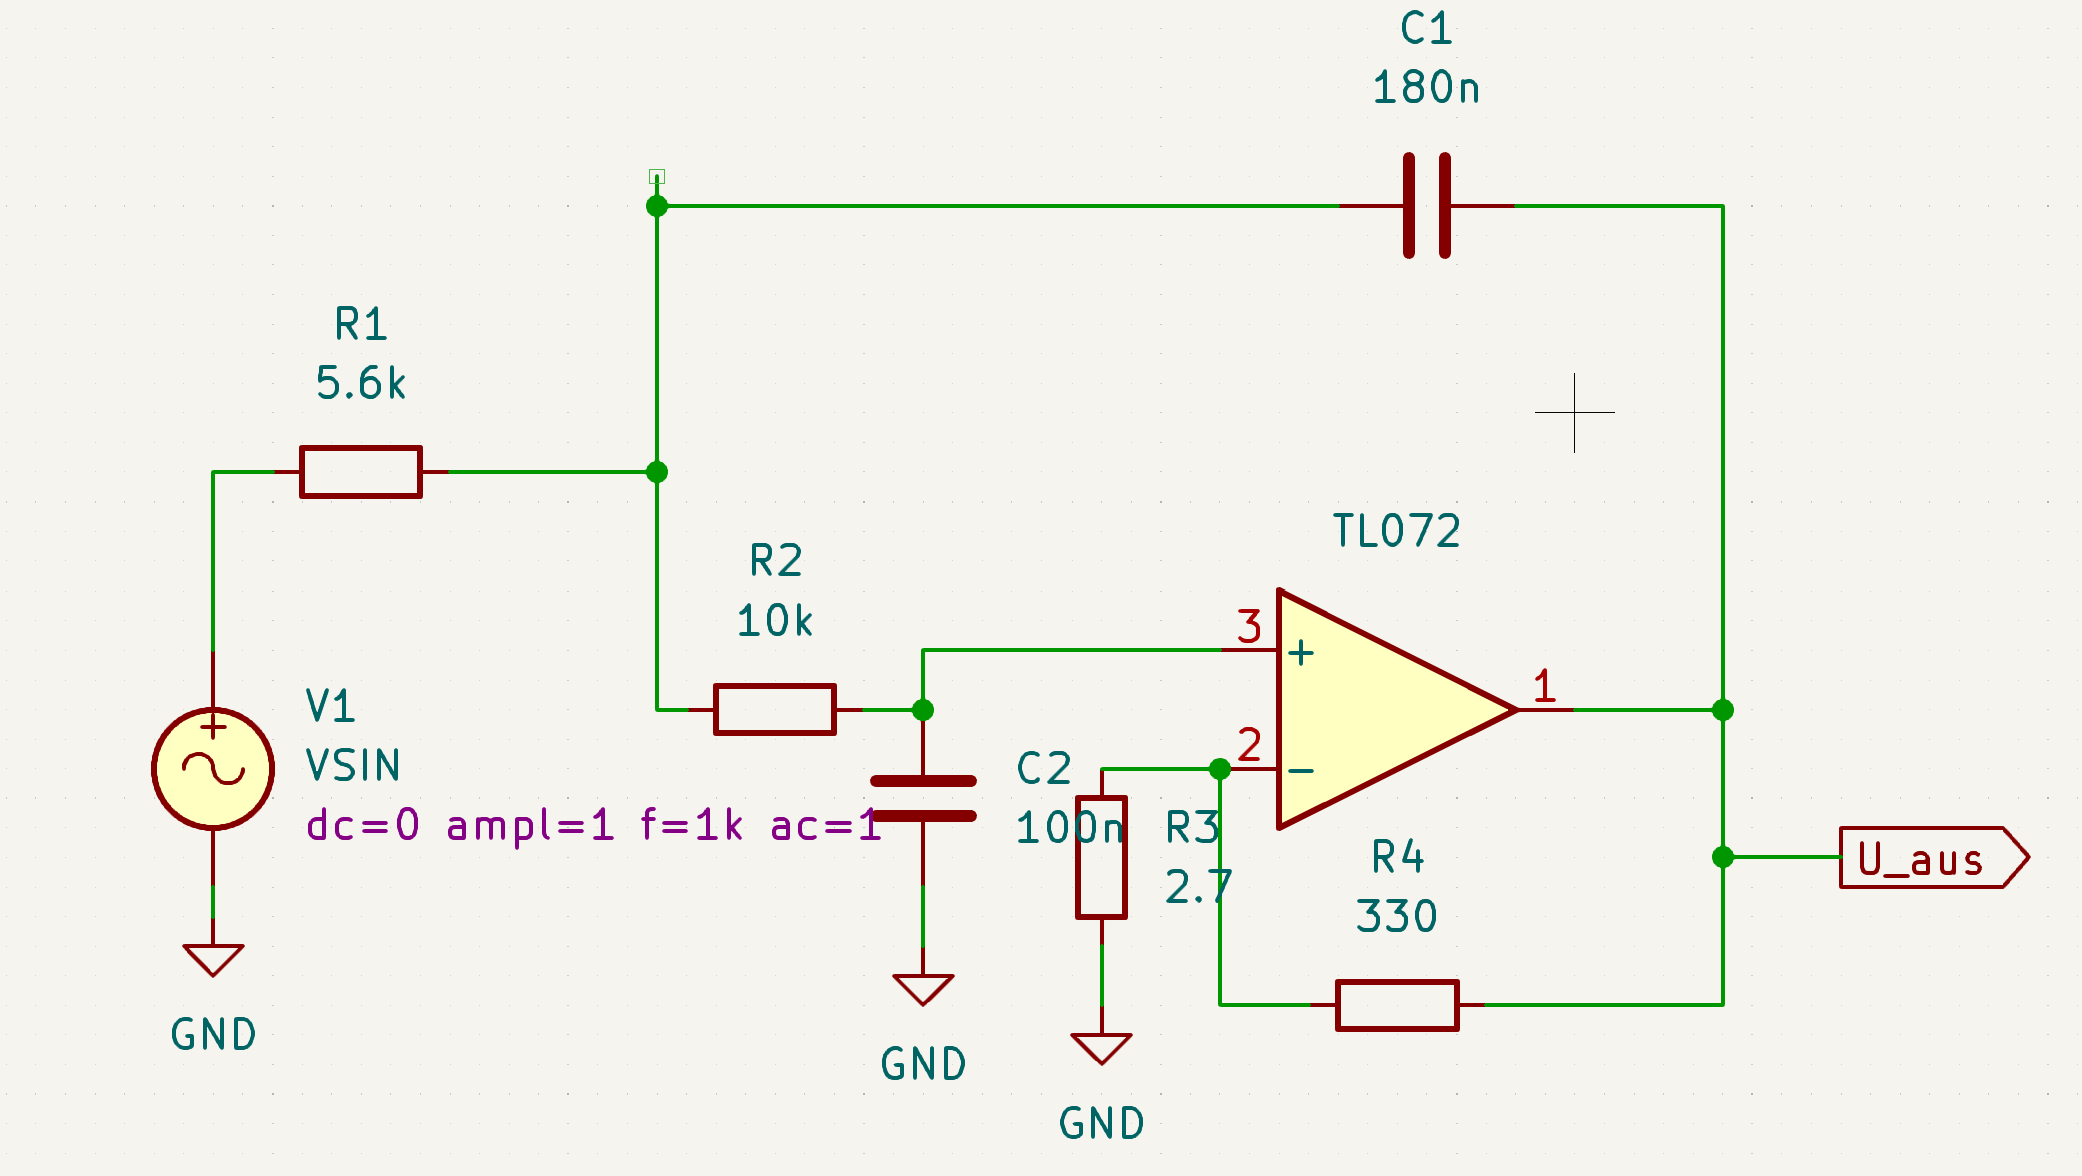 C1
180n
R1
5.6k
TL072
R2
10k
3
+
1
V1
VSIN
dc=0 ampl=1 f=1k ac=1
+
2
−
C2
100n
R3
2.7
R4
330
U_aus
GND
GND
GND